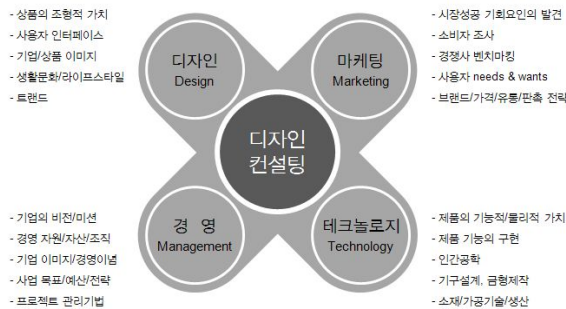 - 상품의 조형적 가치
- 사용자 인터페이스
- 기업/상품 이미지
- 생활문화/라이프스타일
- 트랜드
디자인
Design
마케팅
Marketing
- 시장성공 기회요인의 발견
- 소비자 조사
- 경쟁사 벤치마킹
- 사용자 needs & wants
- 브랜드/가격/유통/판촉 전략
디자인
컨설팅
- 기업의 비전/미션
- 경영 자원/자산/조직
- 기업 이미지/경영이념
- 사업 목표/예산/전략
- 프로젝트 관리기법
경 영
Management
테크놀로지
Technology
- 제품의 기능적/물리적 가치
- 제품 기능의 구현
- 인간공학
- 기구설계, 금형제작
- 소재/가공기술/생산